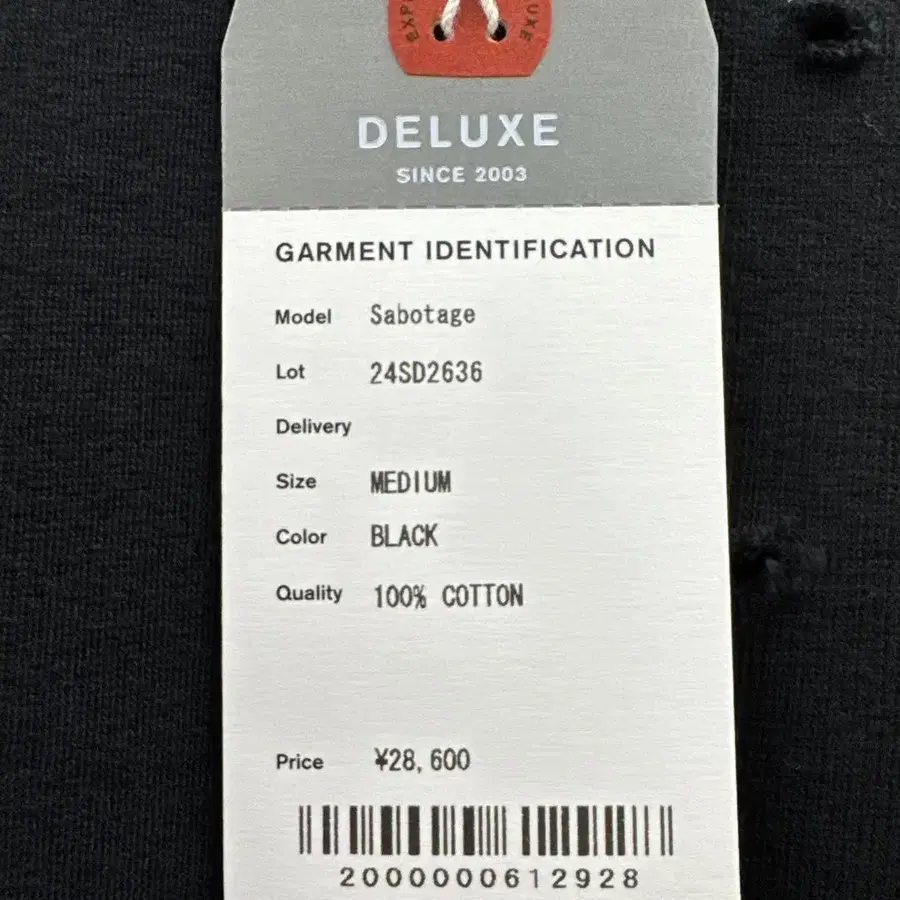 DELUXE
SINCE 2003
GARMENT IDENTIFICATION
Model Sabotage
Lot 24SD2636
Delivery
Size MEDIUM
Color BLACK
Quality 100% COTTON
Price ¥28,600
2000000612928